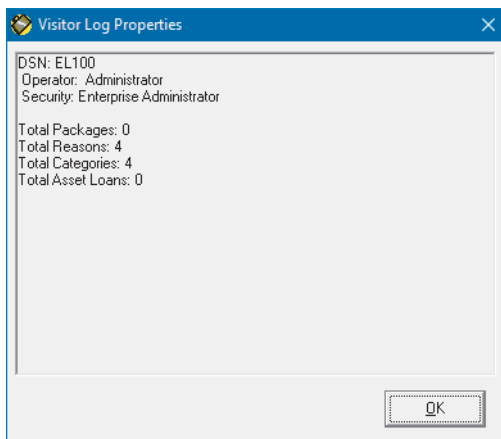 Visitor Log Properties
DSN: EL100
Operator: Administrator
Security: Enterprise Administrator
Total Packages: 0
Total Reasons: 4
Total Categories: 4
Total Asset Loans: 0
OK